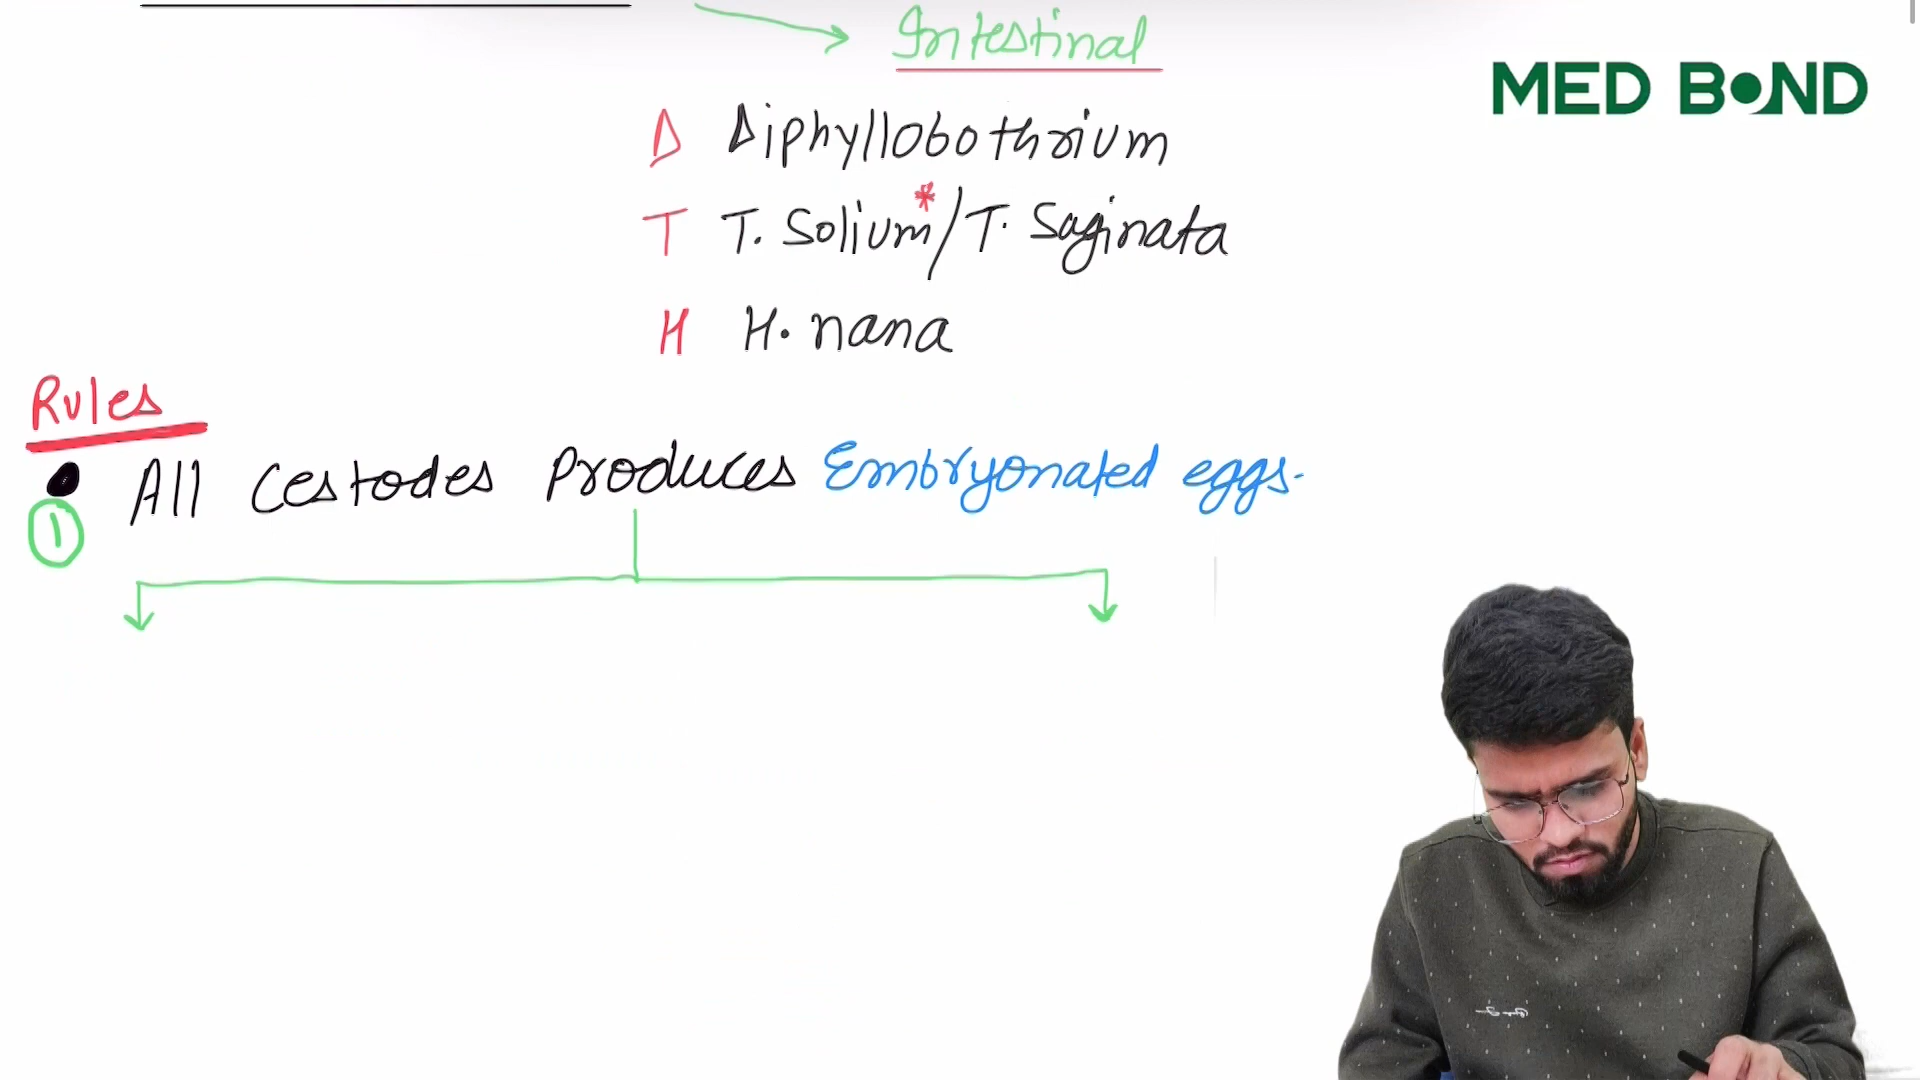 Intestinal
MED BOND
D Diphyllobothrium
T T. Solium*/T. Saginata
H H. nana
Rules
① All Cestodes Produces Embryonated eggs.